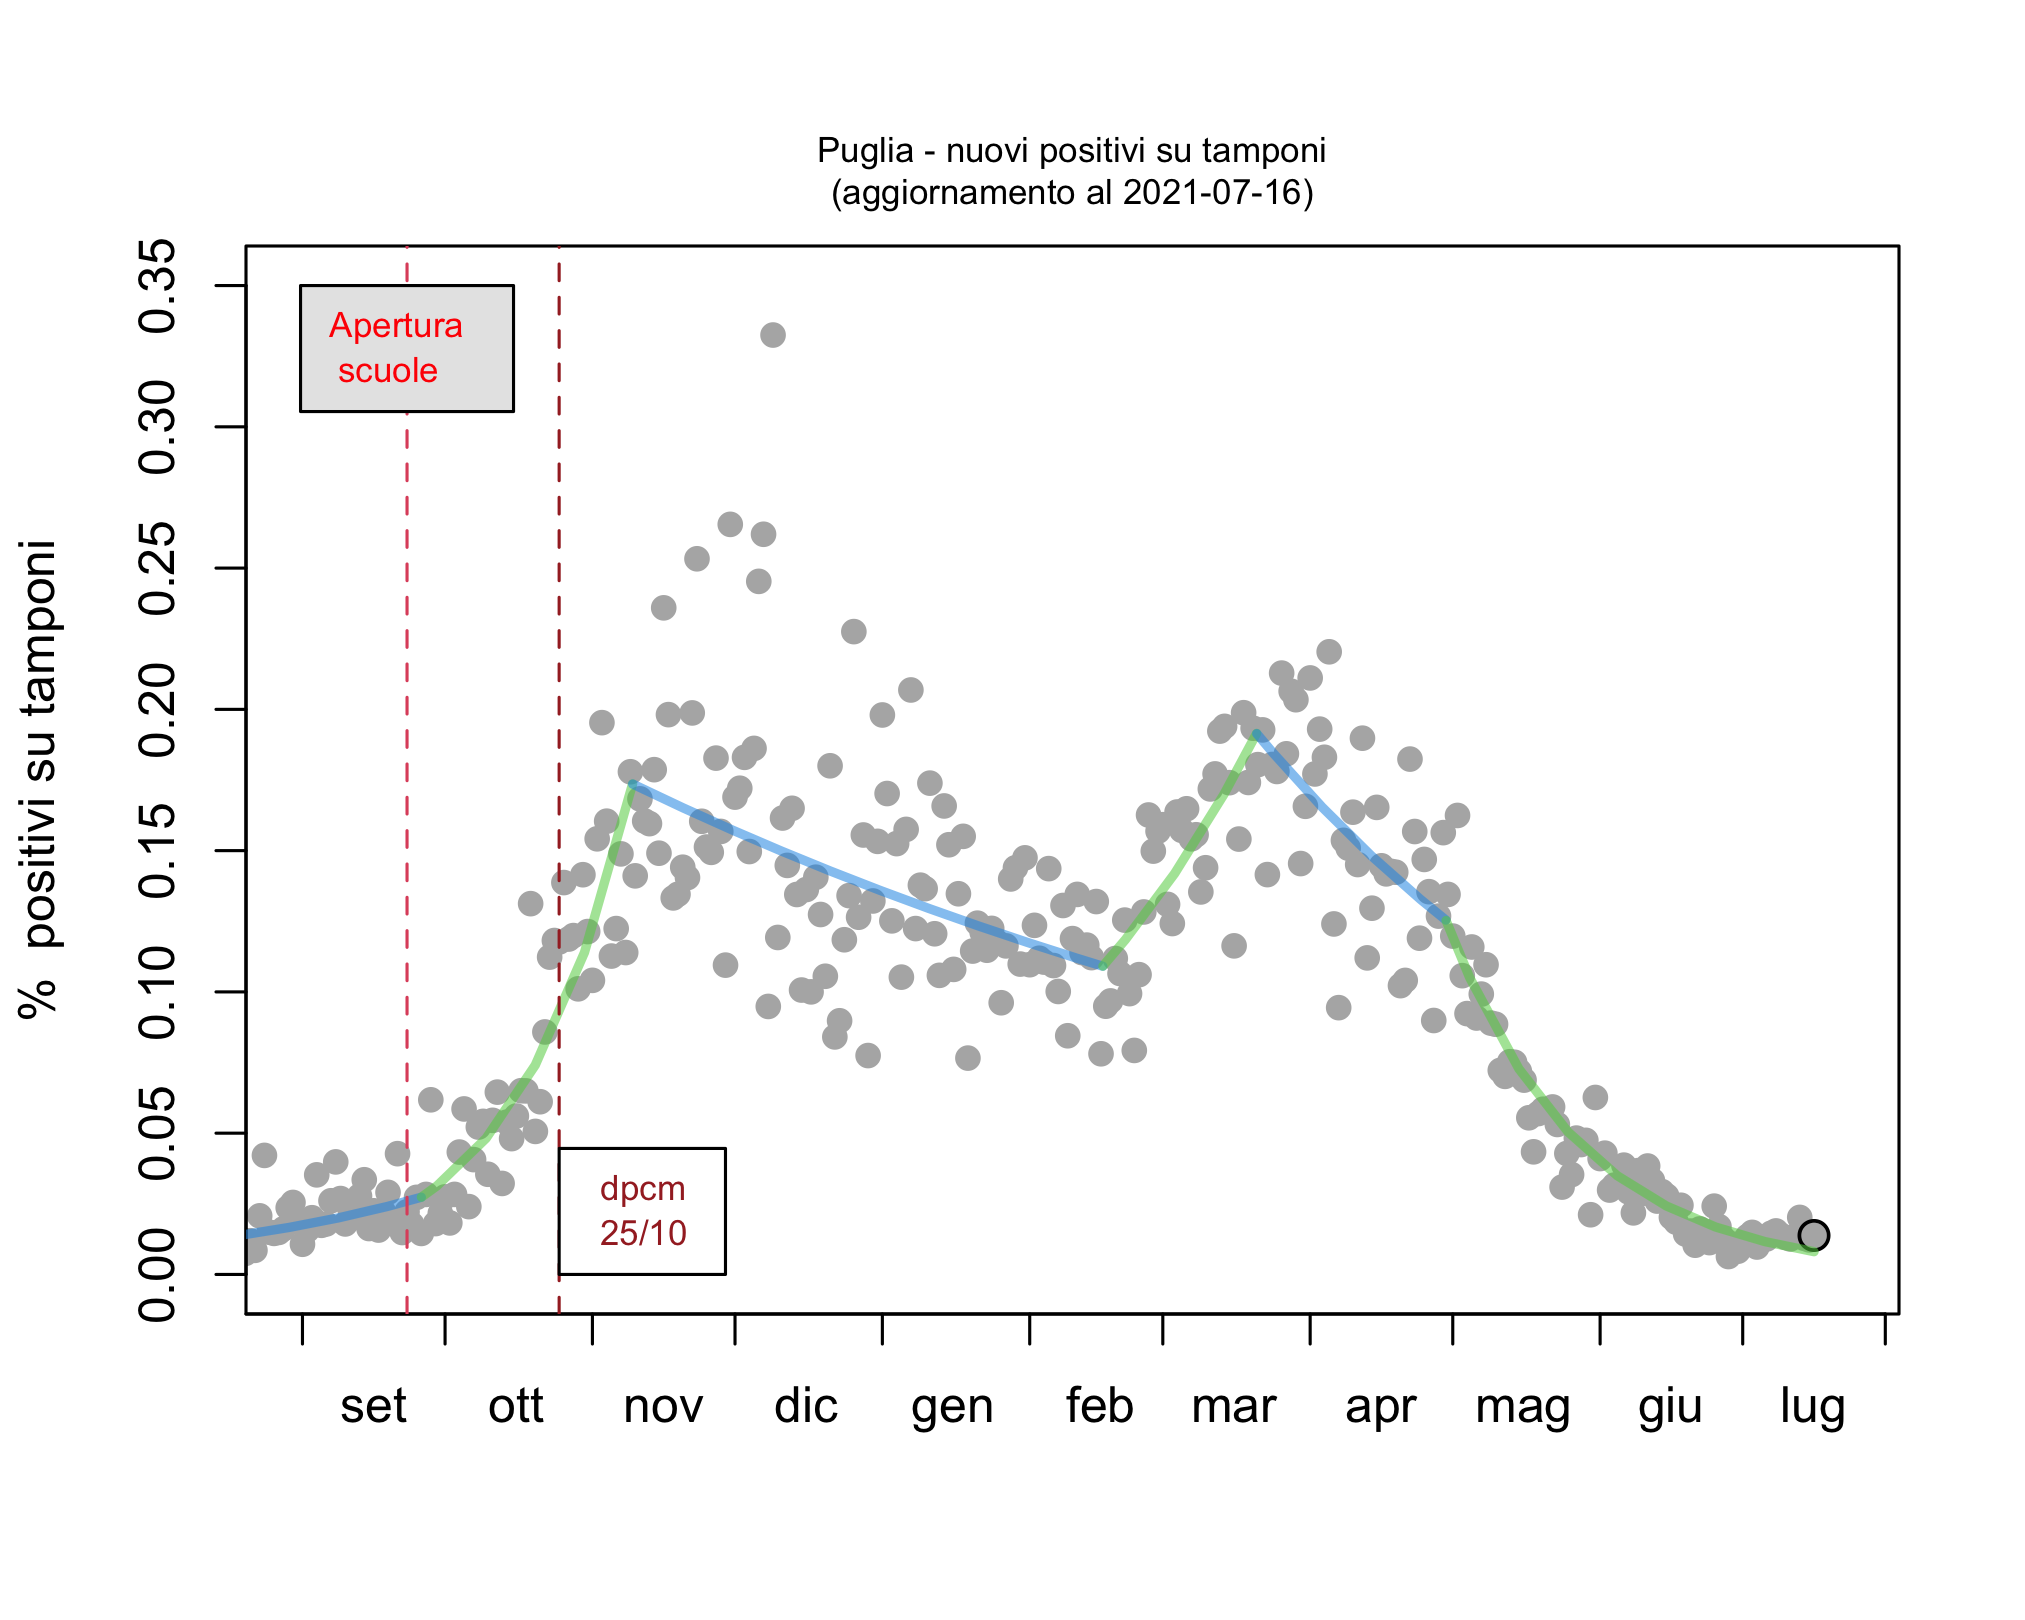 Puglia - nuovi positivi su tamponi
(aggiornamento al 2021-07-16)
% positivi su tamponi
0.35
0.30
0.25
0.20
0.15
0.10
0.05
0.00
Apertura
scuole
dpcm
25/10
set ott nov dic gen feb mar apr mag giu lug